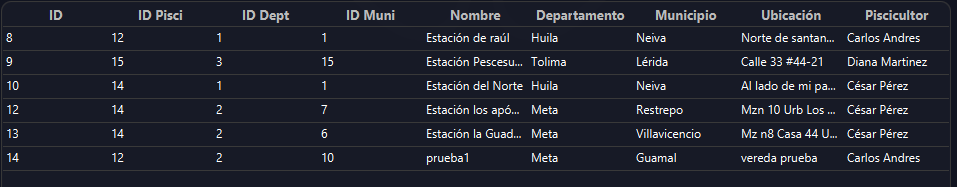 ID ID Pisci ID Dept ID Muni Nombre Departamento Municipio Ubicación Piscicultor
8 12 1 1 Estación de raúl Huila Neiva Norte de santan... Carlos Andres
9 15 3 15 Estación Pescesu... Tolima Lérida Calle 33 #44-21 Diana Martinez
10 14 1 1 Estación del Norte Huila Neiva Al lado de mi pa... César Pérez
12 14 2 7 Estación los apó... Meta Restrepo Mzn 10 Urb Los ... César Pérez
13 14 2 6 Estación la Guad... Meta Villavicencio Mz n8 Casa 44 U... César Pérez
14 12 2 10 prueba1 Meta Guamal vereda prueba Carlos Andres